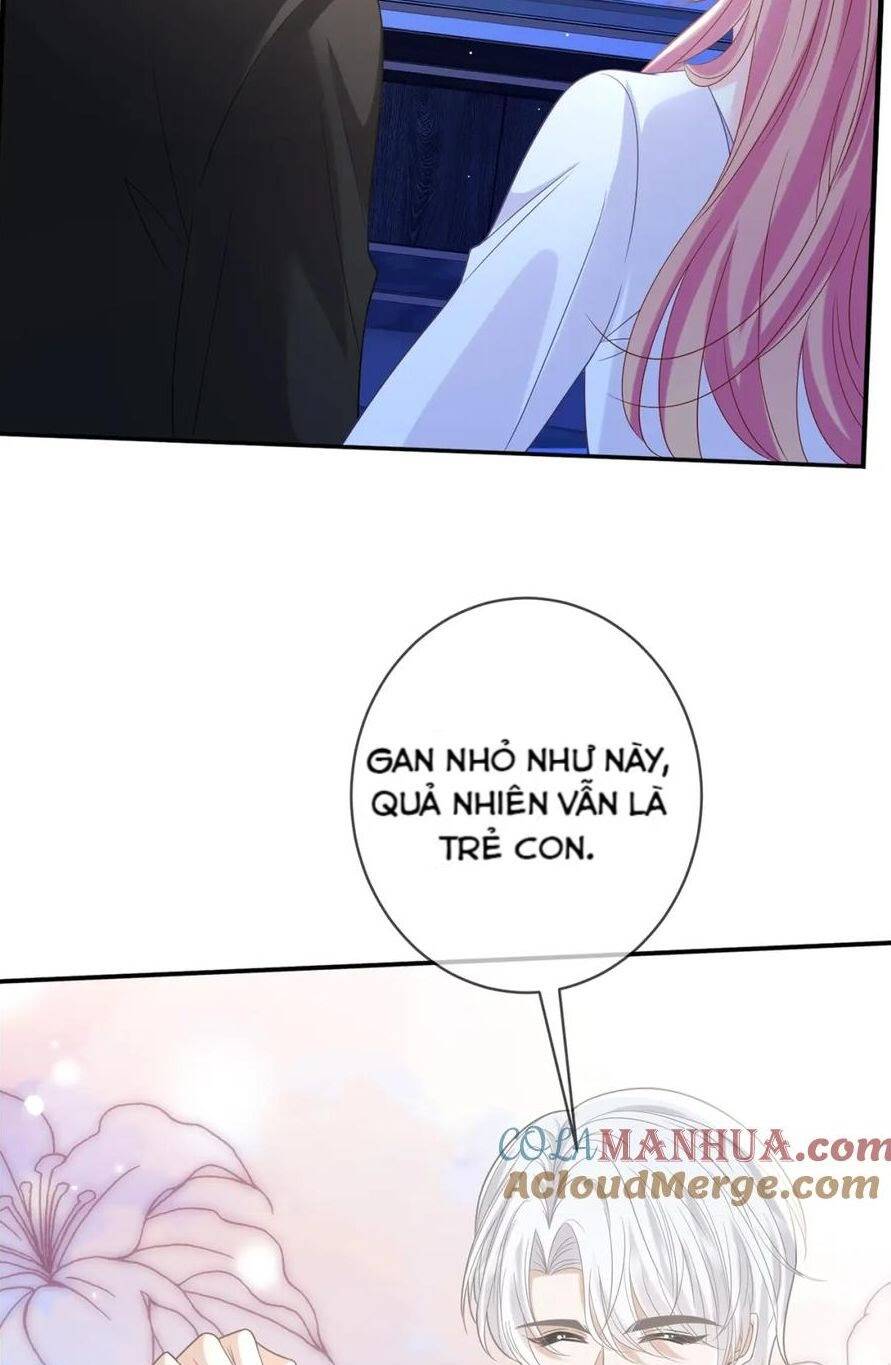 GAN NHỎ NHƯ NÀY,
QUẢ NHIÊN VẪN LÀ
TRẺ CON.
COLAMANHUA.com
ACloudMerge.com